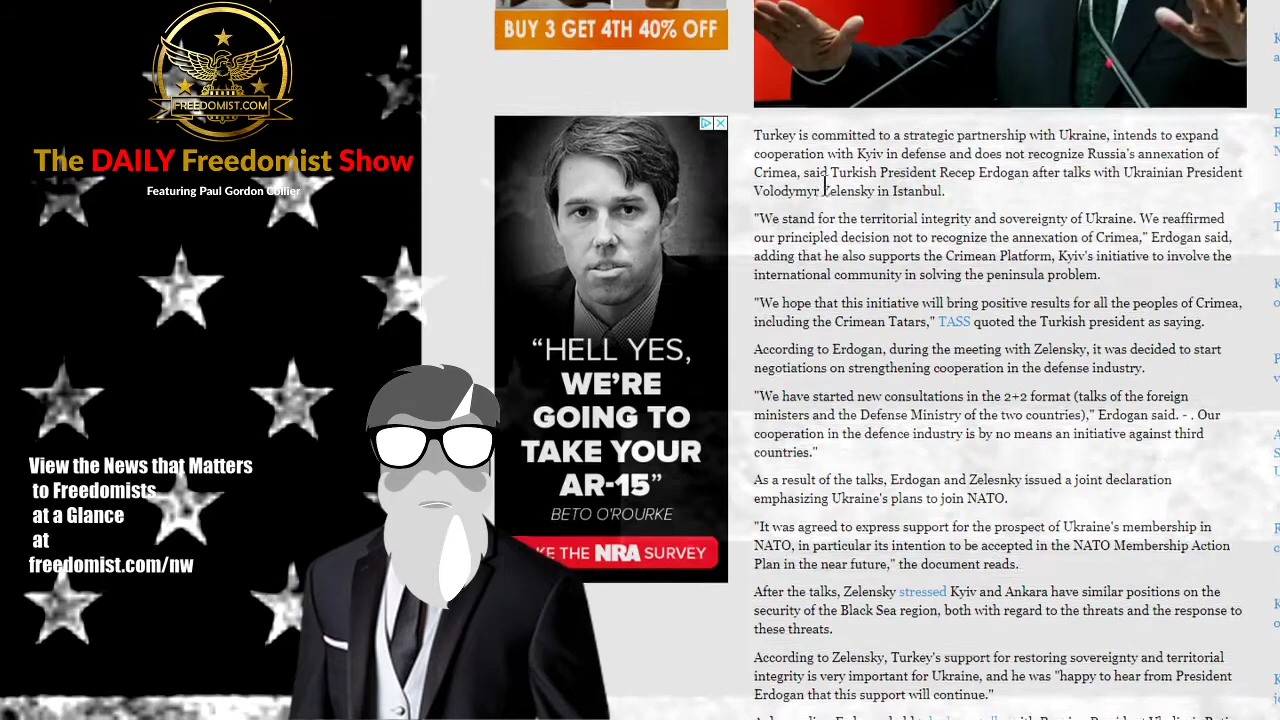 FREEDOMIST.COM
The DAILY Freedomist Show
Featuring Paul Gordon Collier
View the News that Matters
to Freedomists
at a Glance
at
freedomist.com/nw
BUY 3 GET 4TH 40% OFF
“HELL YES,
WE’RE
GOING TO
TAKE YOUR
AR-15”
BETO O’ROURKE
THE NRA SURVEY
Turkey is committed to a strategic partnership with Ukraine, intends to expand
cooperation with Kyiv in defense and does not recognize Russia's annexation of
Crimea, said Turkish President Recep Erdogan after talks with Ukrainian President
Volodymyr Zelensky in Istanbul.
"We stand for the territorial integrity and sovereignty of Ukraine. We reaffirmed
our principled decision not to recognize the annexation of Crimea," Erdogan said,
adding that he also supports the Crimean Platform, Kyiv's initiative to involve the
international community in solving the peninsula problem.
"We hope that this initiative will bring positive results for all the peoples of Crimea,
including the Crimean Tatars," TASS quoted the Turkish president as saying.
According to Erdogan, during the meeting with Zelensky, it was decided to start
negotiations on strengthening cooperation in the defense industry.
"We have started new consultations in the 2+2 format (talks of the foreign
ministers and the Defense Ministry of the two countries)," Erdogan said. - . Our
cooperation in the defence industry is by no means an initiative against third
countries."
As a result of the talks, Erdogan and Zelesnky issued a joint declaration
emphasizing Ukraine's plans to join NATO.
"It was agreed to express support for the prospect of Ukraine's membership in
NATO, in particular its intention to be accepted in the NATO Membership Action
Plan in the near future," the document reads.
After the talks, Zelensky stressed Kyiv and Ankara have similar positions on the
security of the Black Sea region, both with regard to the threats and the response to
these threats.
According to Zelensky, Turkey's support for restoring sovereignty and territorial
integrity is very important for Ukraine, and he was "happy to hear from President
Erdogan that this support will continue."